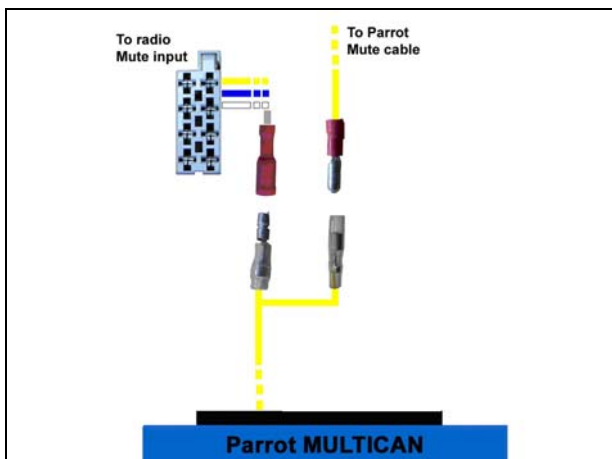 To radio
Mute input
To Parrot
Mute cable
Parrot MULTICAN